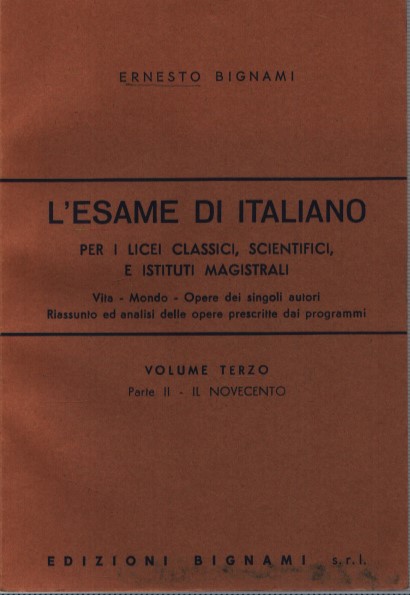 ERNESTO BIGNAMI
L'ESAME DI ITALIANO
PER I LICEI CLASSICI, SCIENTIFICI,
E ISTITUTI MAGISTRALI
Vita - Mondo - Opere dei singoli autori
Riassunto ed analisi delle opere prescritte dai programmi
VOLUME TERZO
Parte II - IL NOVECENTO
EDIZIONI BIGNAMI s.r.l.